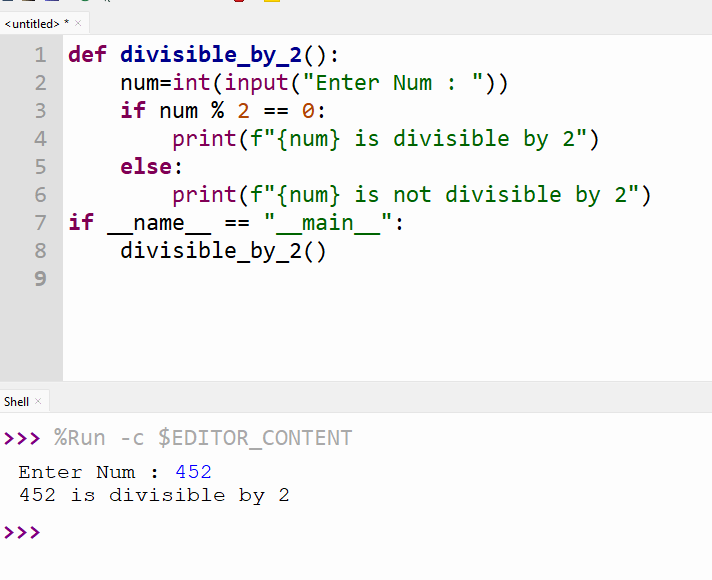 <untitled> * ×
1 def divisible_by_2():
2     num=int(input("Enter Num : "))
3     if num % 2 == 0:
4         print(f"{num} is divisible by 2")
5     else:
6         print(f"{num} is not divisible by 2")
7 if __name__ == "__main__":
8     divisible_by_2()
9
Shell ×
>>> %Run -c $EDITOR_CONTENT
Enter Num : 452
452 is divisible by 2
>>>